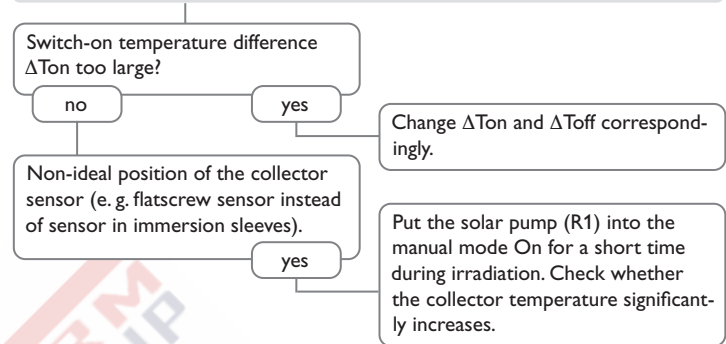 Switch-on temperature difference
ΔTon too large?
no
yes
Change ΔTon and ΔToff correspond-
ingly.
Non-ideal position of the collector
sensor (e. g. flatscrew sensor instead
of sensor in immersion sleeves).
yes
Put the solar pump (R1) into the
manual mode On for a short time
during irradiation. Check whether
the collector temperature significant-
ly increases.